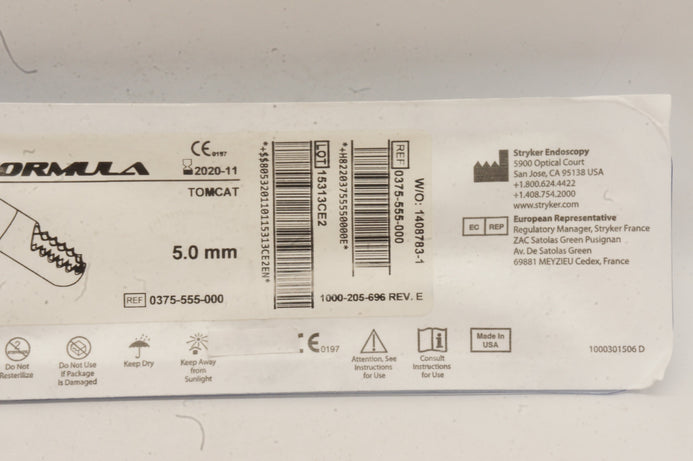 ORMULA
CE 0197
2020-11
TOMCAT
5.0 mm
REF 0375-555-000
LOT 15313CE2
REF 0375-555-000
W/O: 1408783-1
1000-205-696 REV. E
Stryker Endoscopy
5900 Optical Court
San Jose, CA 95138 USA
+1.800.624.4422
+1.408.754.2000
www.stryker.com
EC REP
European Representative
Regulatory Manager, Stryker France
ZAC Satolas Green Pusignan
Av. De Satolas Green
69881 MEYZIEU Cedex, France
Do Not
Resterilize
Do Not Use
if Package
is Damaged
Keep Dry
Keep Away
from
Sunlight
CE 0197
Attention, See
Instructions
for Use
Consult
Instructions
for Use
Made In
USA
1000301506 D